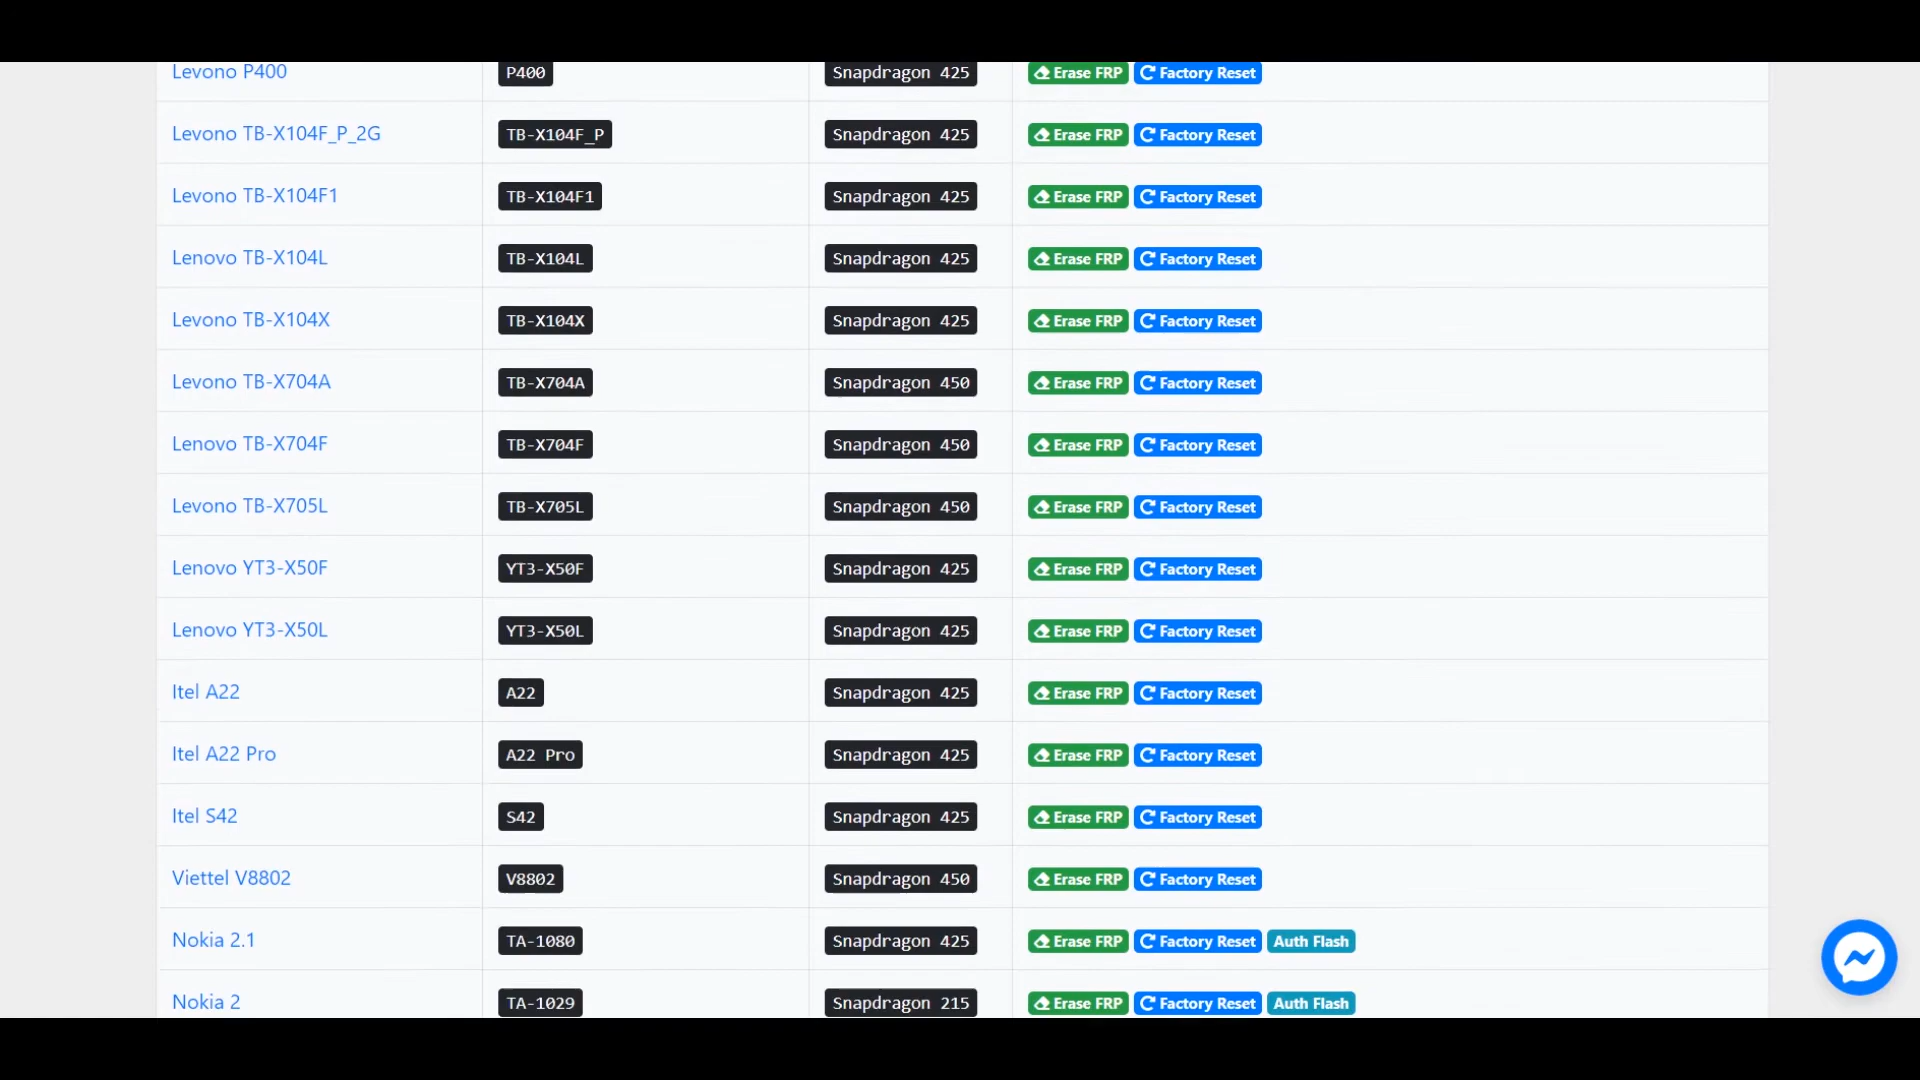 Levono P400 P400 Snapdragon 425 Erase FRP Factory Reset
Levono TB-X104F_P_2G TB-X104F_P Snapdragon 425 Erase FRP Factory Reset
Levono TB-X104F1 TB-X104F1 Snapdragon 425 Erase FRP Factory Reset
Lenovo TB-X104L TB-X104L Snapdragon 425 Erase FRP Factory Reset
Levono TB-X104X TB-X104X Snapdragon 425 Erase FRP Factory Reset
Levono TB-X704A TB-X704A Snapdragon 450 Erase FRP Factory Reset
Lenovo TB-X704F TB-X704F Snapdragon 450 Erase FRP Factory Reset
Levono TB-X705L TB-X705L Snapdragon 450 Erase FRP Factory Reset
Lenovo YT3-X50F YT3-X50F Snapdragon 425 Erase FRP Factory Reset
Lenovo YT3-X50L YT3-X50L Snapdragon 425 Erase FRP Factory Reset
Itel A22 A22 Snapdragon 425 Erase FRP Factory Reset
Itel A22 Pro A22 Pro Snapdragon 425 Erase FRP Factory Reset
Itel S42 S42 Snapdragon 425 Erase FRP Factory Reset
Viettel V8802 V8802 Snapdragon 450 Erase FRP Factory Reset
Nokia 2.1 TA-1080 Snapdragon 425 Erase FRP Factory Reset Auth Flash
Nokia 2 TA-1029 Snapdragon 215 Erase FRP Factory Reset Auth Flash